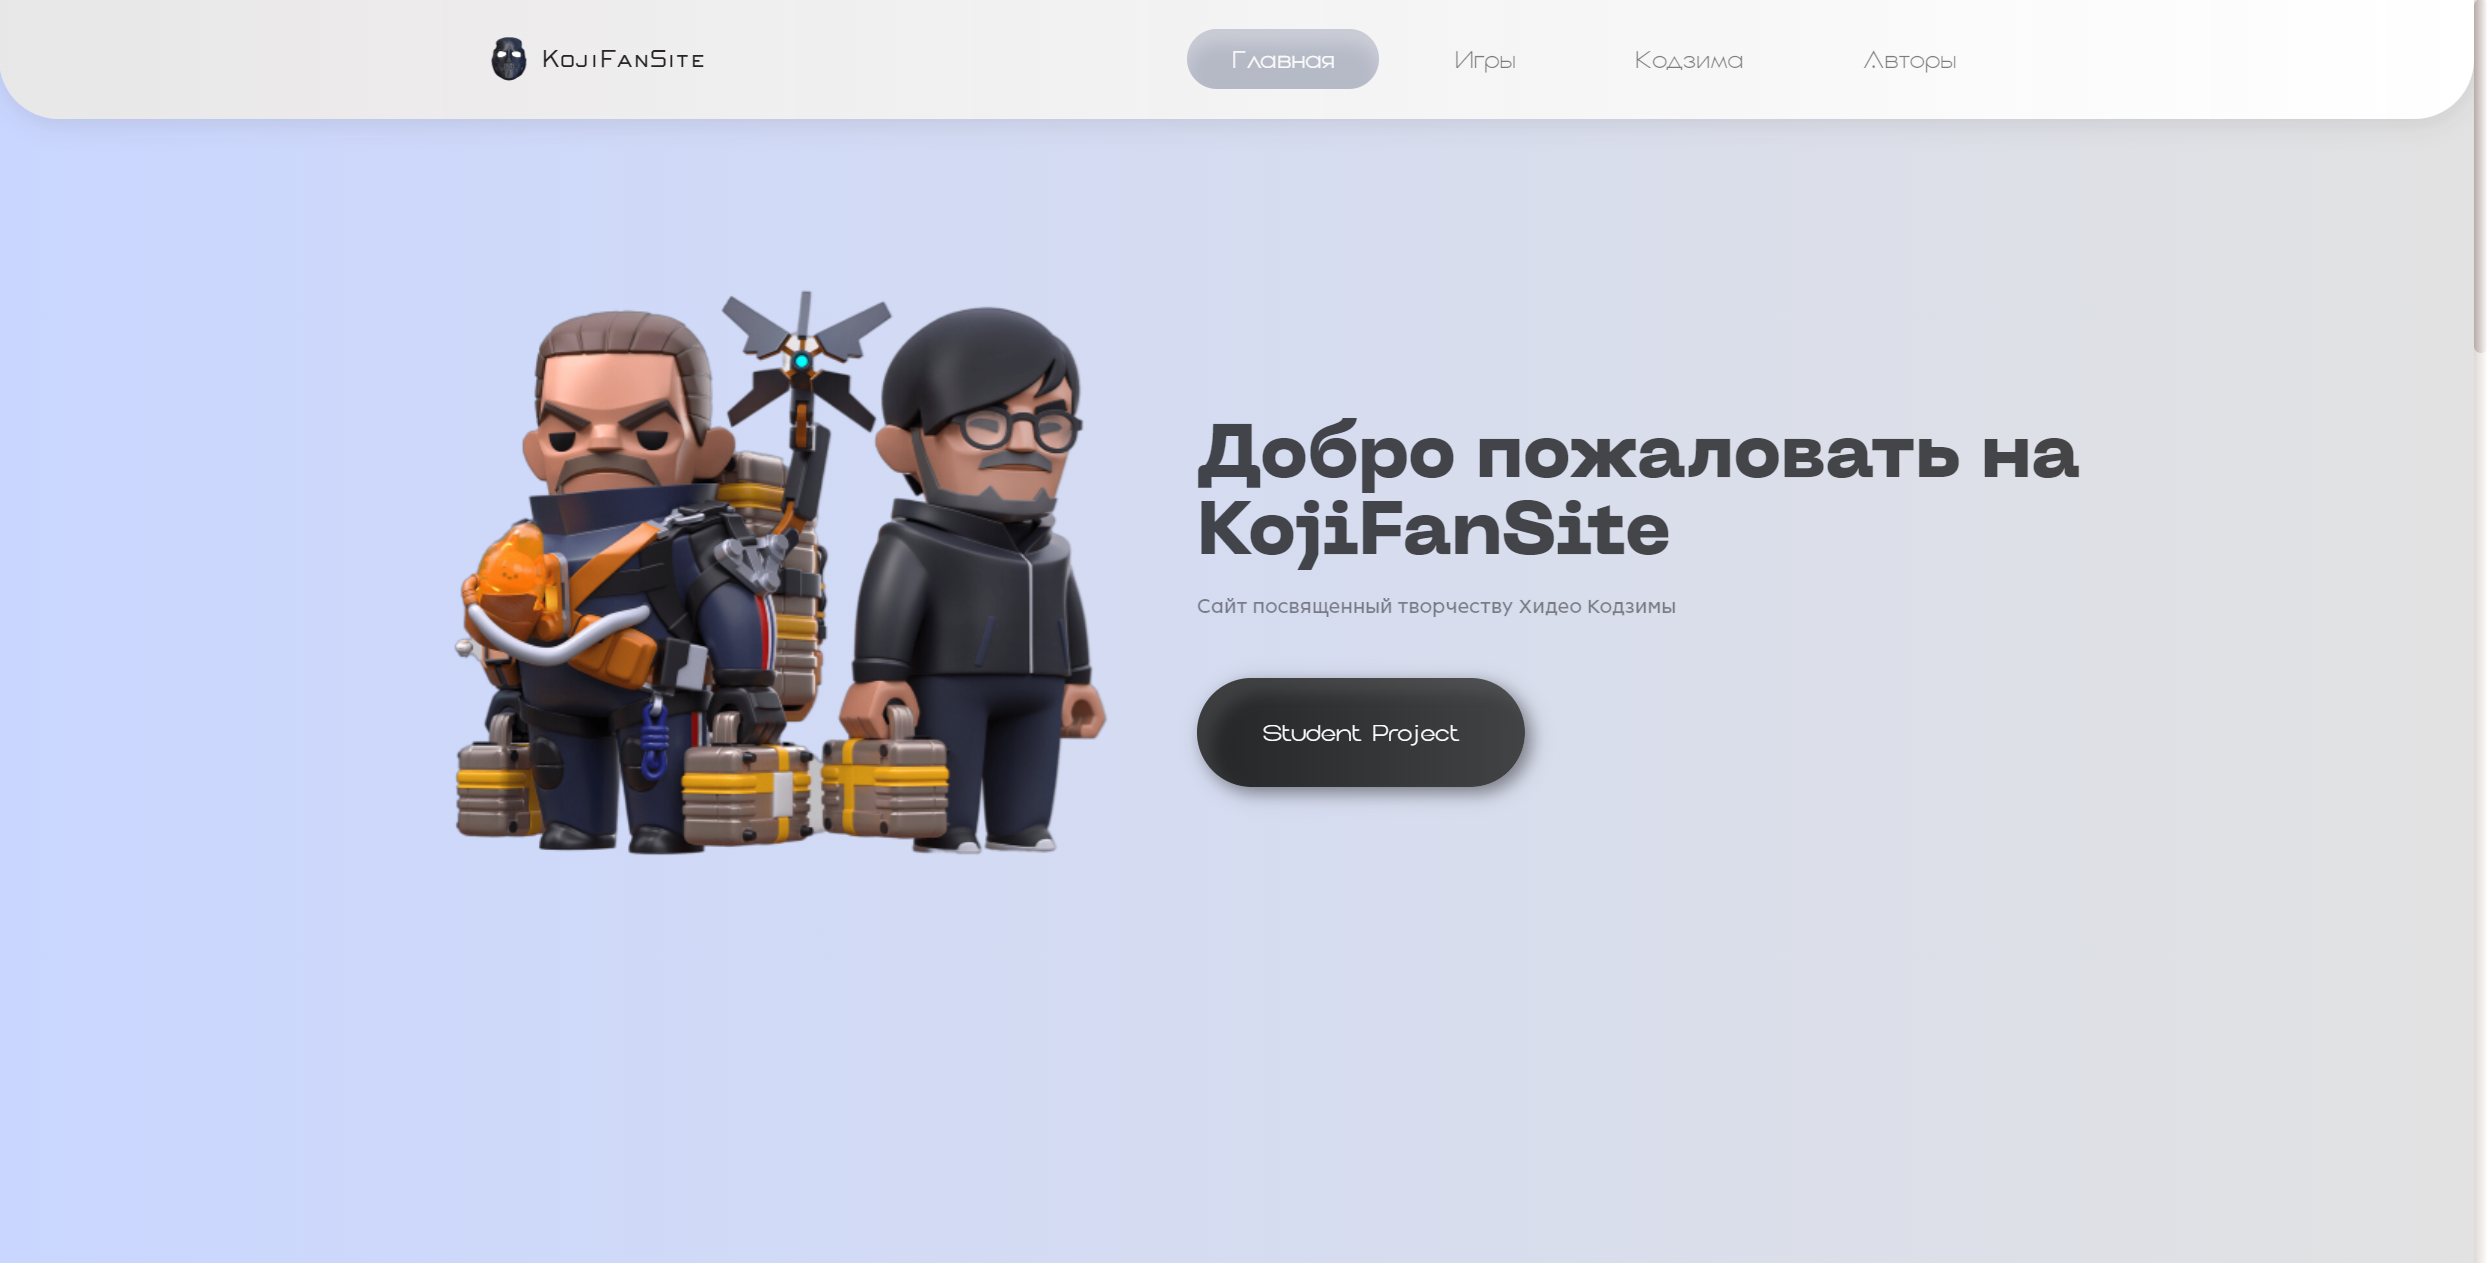 KojiFanSite
Главная
Игры
Кодзима
Авторы
Добро пожаловать на
KojiFanSite
Сайт посвященный творчеству Хидео Кодзимы
Student Project